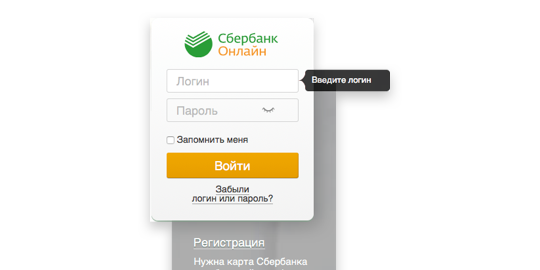 Сбербанк
Онлайн
Логин
Введите логин
Пароль
Запомнить меня
Войти
Забыли
логин или пароль?
Регистрация
Нужна карта Сбербанка